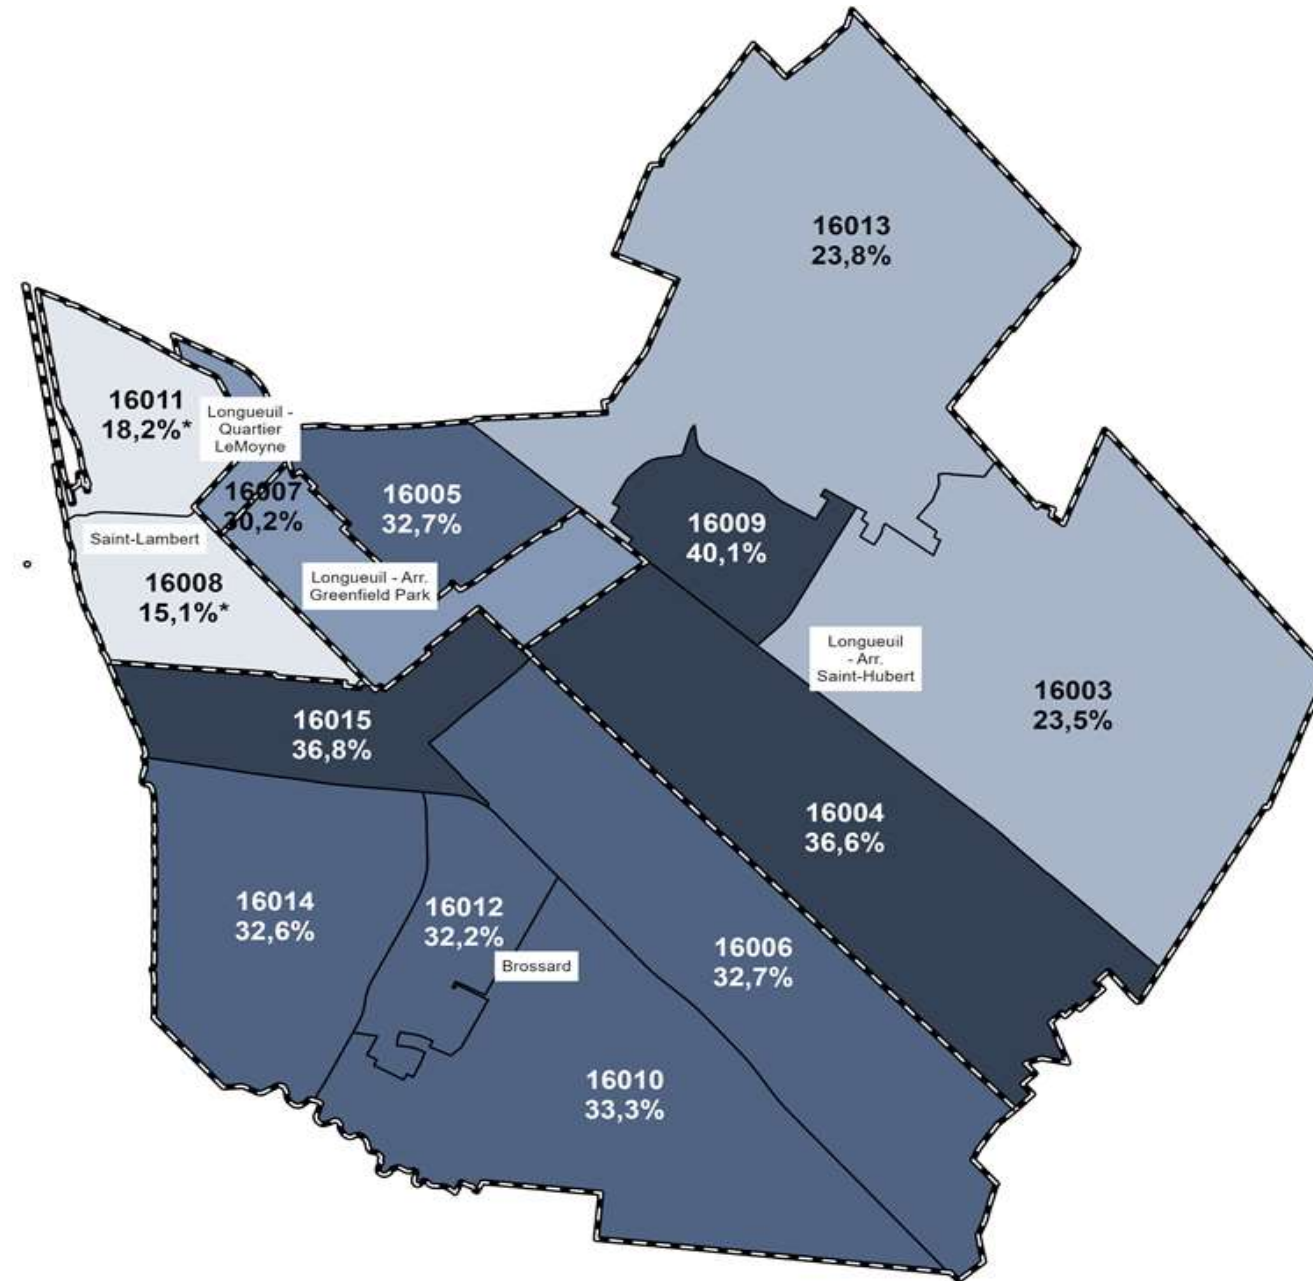 16013
23,8%
16011
18,2%*
Longueuil -
Quartier
LeMoyne
16007
30,2%
16005
32,7%
16009
40,1%
Saint-Lambert
16008
15,1%*
Longueuil - Arr.
Greenfield Park
Longueuil
- Arr.
Saint-Hubert
16003
23,5%
16015
36,8%
16004
36,6%
16014
32,6%
16012
32,2%
Brossard
16006
32,7%
16010
33,3%